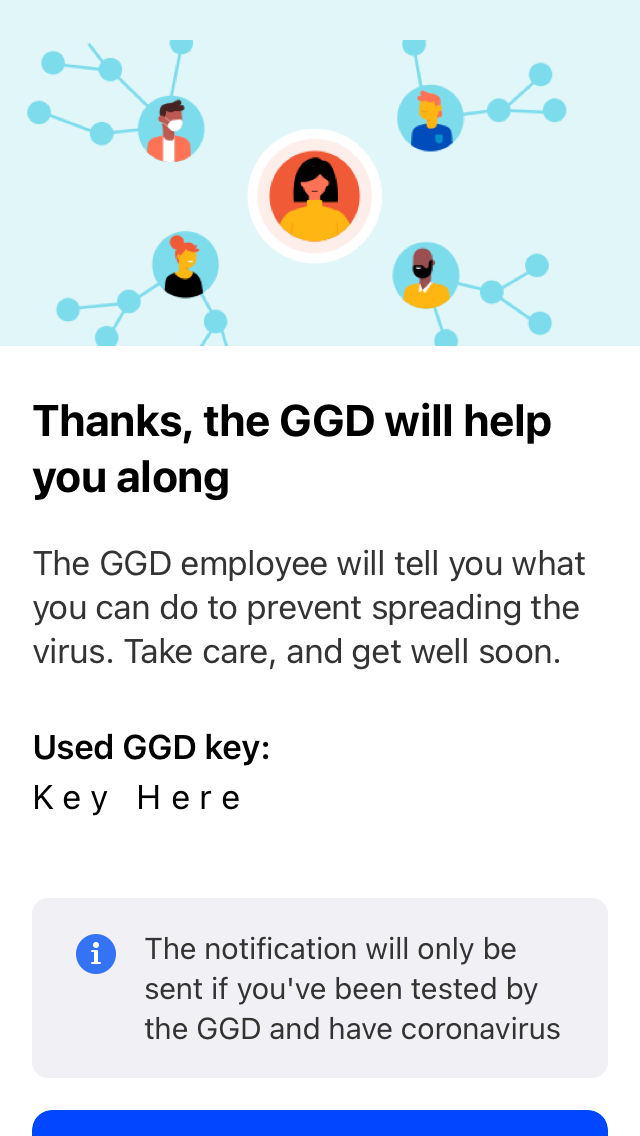 Thanks, the GGD will help
you along
The GGD employee will tell you what
you can do to prevent spreading the
virus. Take care, and get well soon.
Used GGD key:
Key Here
The notification will only be
sent if you've been tested by
the GGD and have coronavirus